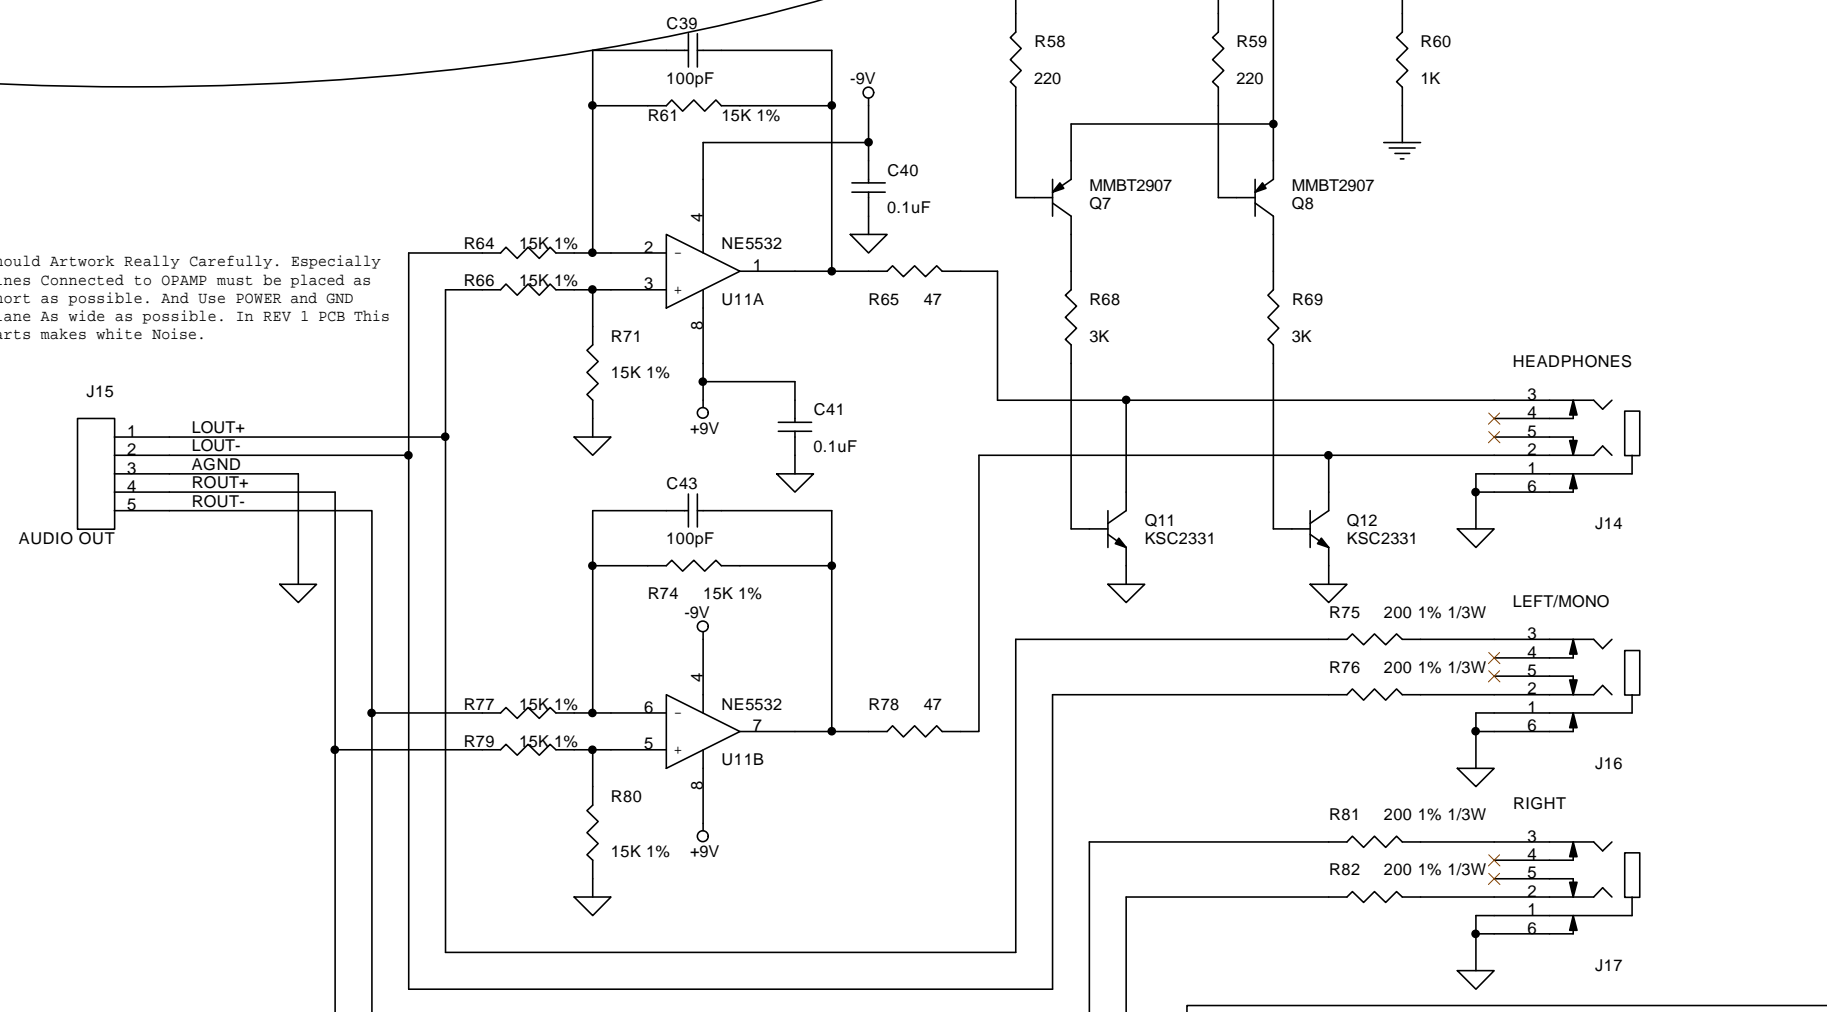 C39
100pF
R61 15K 1%
-9V
C40
0.1uF
R58
220
R59
220
R60
1K
MMBT2907
Q7
MMBT2907
Q8
4
R64 15K 1% 2
NE5532
1
R66 15K 1% 3
U11A
8
R65 47
R71
15K 1%
+9V
C41
0.1uF
R68
3K
R69
3K
Artwork Really Carefully. Especially
Connected to OPAMP must be placed as
as possible. And Use POWER and GND
As wide as possible. In REV 1 PCB This
makes white Noise.
J15
1 LOUT+
2 LOUT-
3 AGND
4 ROUT+
5 ROUT-
AUDIO OUT
HEADPHONES
3
4
5
2
1
6
J14
Q11
KSC2331
Q12
KSC2331
C43
100pF
R74 15K 1%
-9V
4
R77 15K 1% 6
NE5532
7
R79 15K 1% 5
U11B
8
R78 47
R80
15K 1%
+9V
LEFT/MONO
R75 200 1% 1/3W
3
4
R76 200 1% 1/3W
5
2
1
6
J16
RIGHT
R81 200 1% 1/3W
3
4
R82 200 1% 1/3W
5
2
1
6
J17